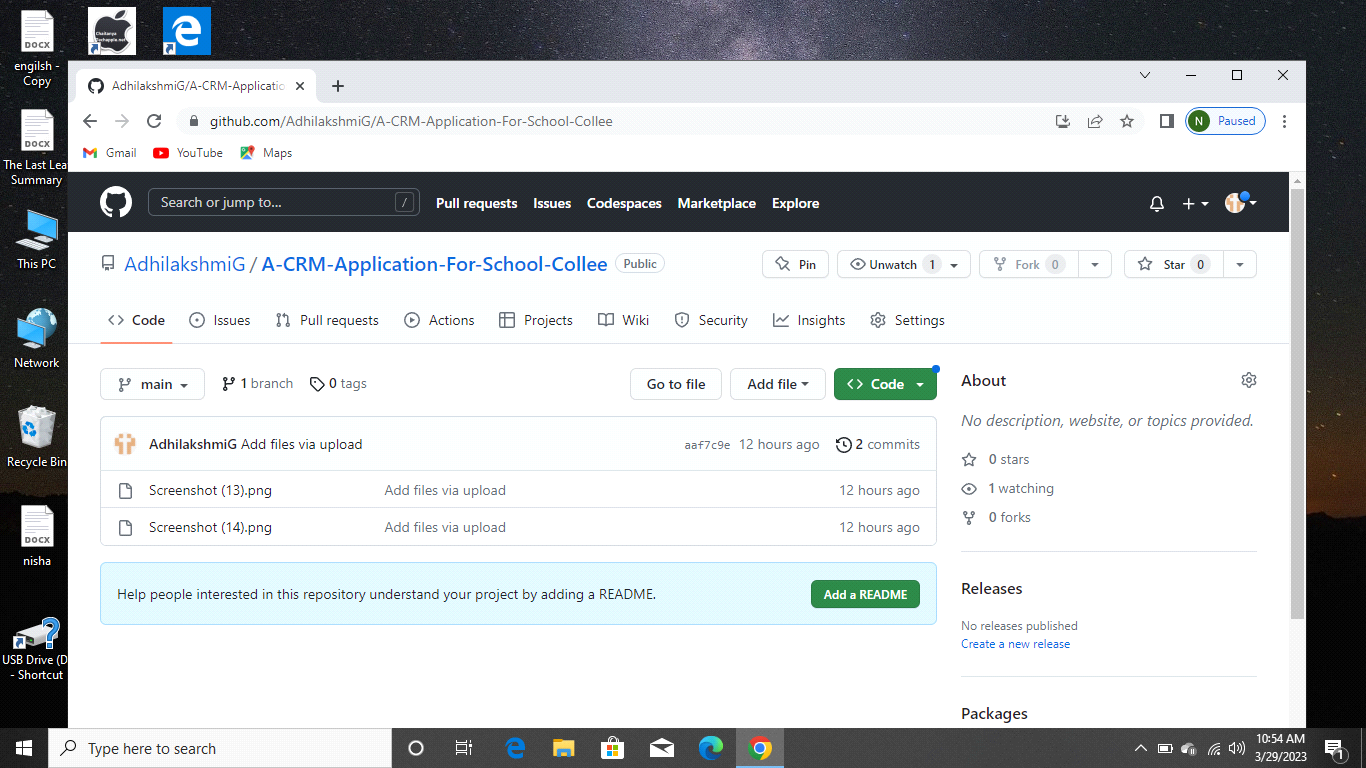 DOCX
engilsh -
Copy
Chaitanya
DOCX
The Last Lea
Summary
This PC
Network
Recycle Bin
DOCX
nisha
USB Drive (D
- Shortcut
AdhilakshmiG/A-CRM-Applicatio
github.com/AdhilakshmiG/A-CRM-Application-For-School-Collee
N Paused
Gmail YouTube Maps
Search or jump to... / Pull requests Issues Codespaces Marketplace Explore
AdhilakshmiG / A-CRM-Application-For-School-Collee Public Pin Unwatch 1 Fork 0 Star 0
Code Issues Pull requests Actions Projects Wiki Security Insights Settings
main 1 branch 0 tags Go to file Add file Code
AdhilakshmiG Add files via upload aaf7c9e 12 hours ago 2 commits
Screenshot (13).png Add files via upload 12 hours ago
Screenshot (14).png Add files via upload 12 hours ago
Help people interested in this repository understand your project by adding a README. Add a README
About
No description, website, or topics provided.
0 stars
1 watching
0 forks
Releases
No releases published
Create a new release
Packages
Type here to search
10:54 AM
3/29/2023
1